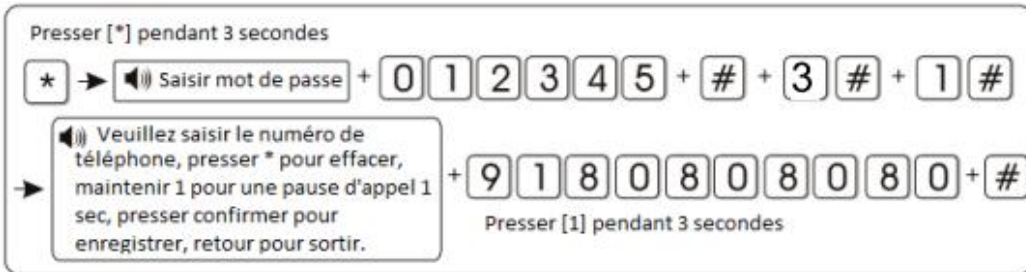 Presser [*] pendant 3 secondes
* Saisir mot de passe + 0 1 2 3 4 5 + # + 3 # + 1 #
Veuillez saisir le numéro de
téléphone, presser * pour effacer,
maintenir 1 pour une pause d'appel 1
sec, presser confirmer pour
enregistrer, retour pour sortir.
+ 9 1 8 0 8 0 8 0 8 0 + #
Presser [1] pendant 3 secondes